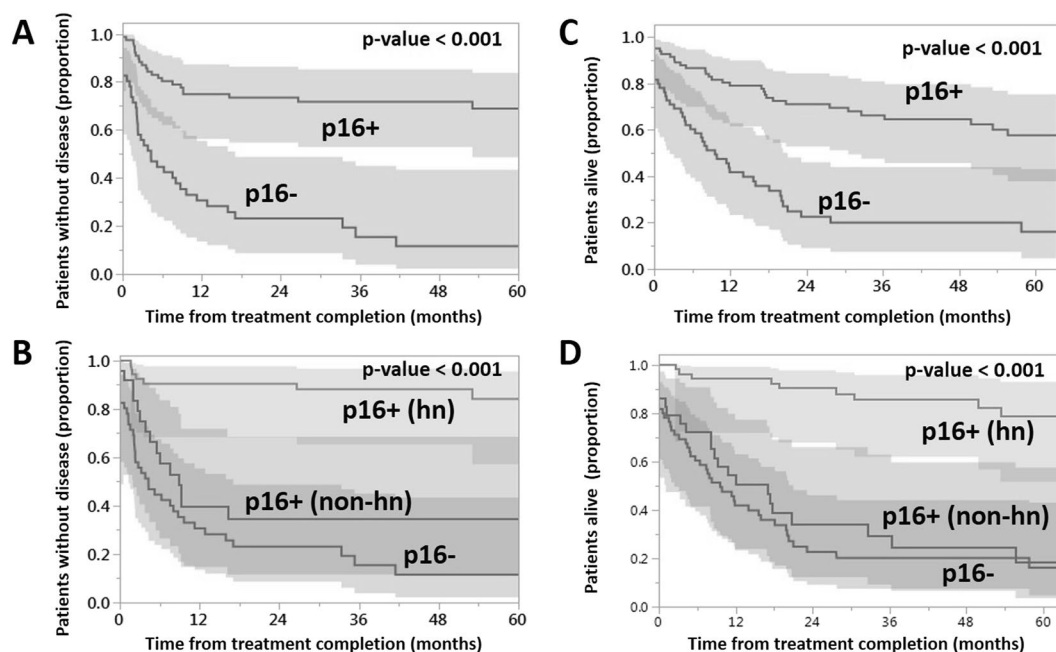 A
Patients without disease (proportion)
1.0
0.8
0.6
0.4
0.2
0.0
p-value < 0.001
p16+
p16-
0 12 24 36 48 60
Time from treatment completion (months)
C
Patients alive (proportion)
1.0
0.8
0.6
0.4
0.2
0.0
p-value < 0.001
p16+
p16-
0 12 24 36 48 60
Time from treatment completion (months)
B
Patients without disease (proportion)
1.0
0.8
0.6
0.4
0.2
0.0
p-value < 0.001
p16+ (hn)
p16+ (non-hn)
p16-
0 12 24 36 48 60
Time from treatment completion (months)
D
Patients alive (proportion)
1.0
0.8
0.6
0.4
0.2
0.0
p-value < 0.001
p16+ (hn)
p16+ (non-hn)
p16-
0 12 24 36 48 60
Time from treatment completion (months)